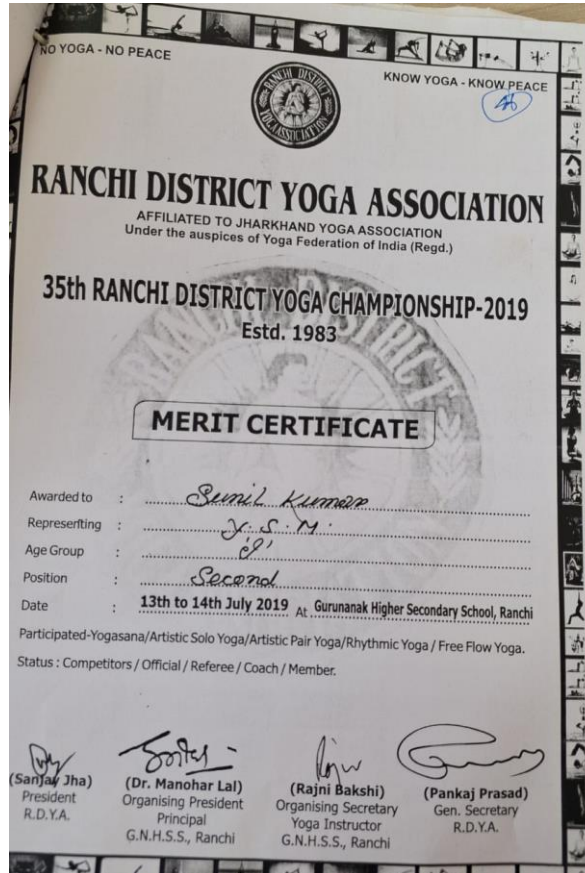 NO YOGA - NO PEACE
KNOW YOGA - KNOW PEACE
RANCHI DISTRICT
YOGA ASSOCIATION
RANCHI DISTRICT YOGA ASSOCIATION
AFFILIATED TO JHARKHAND YOGA ASSOCIATION
Under the auspices of Yoga Federation of India (Regd.)
35th RANCHI DISTRICT YOGA CHAMPIONSHIP-2019
Estd. 1983
MERIT CERTIFICATE
Awarded to : Sunil Kumar
Representing : Y. S. M.
Age Group :
Position : Second
Date : 13th to 14th July 2019 At Gurunanak Higher Secondary School, Ranchi
Participated-Yogasana/Artistic Solo Yoga/Artistic Pair Yoga/Rhythmic Yoga / Free Flow Yoga.
Status : Competitors / Official / Referee / Coach / Member.
(Sanjay Jha)
President
R.D.Y.A.
(Dr. Manohar Lal)
Organising President
Principal
G.N.H.S.S., Ranchi
(Rajni Bakshi)
Organising Secretary
Yoga Instructor
G.N.H.S.S., Ranchi
(Pankaj Prasad)
Gen. Secretary
R.D.Y.A.